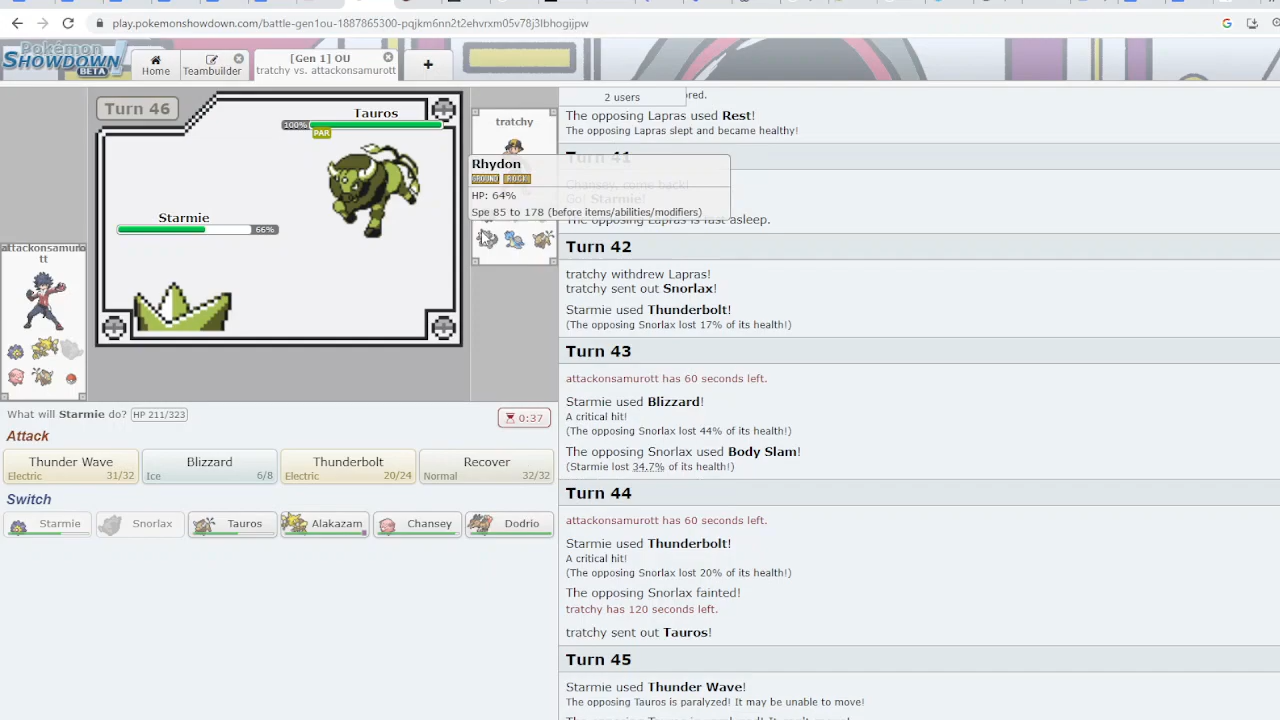 play.pokemonshowdown.com/battle-gen1ou-1887865300-pqjkm6nn2t2ehvrxm05v78j3lbhogijpw
Pokémon
SHOWDOWN!
BETA
Home
Teambuilder
[Gen 1] OU
tratchy vs. attackonsamurott
+
Turn 46
Tauros
100%
PAR
Starmie
66%
attackonsamuro
tt
tratchy
Rhydon
GROUND ROCK
HP: 64%
Spe 85 to 178 (before items/abilities/modifiers)
2 users
The opposing Lapras used Rest!
The opposing Lapras slept and became healthy!
Turn 41
Chansey, come back!
Go! Starmie!
The opposing Lapras is fast asleep.
Turn 42
tratchy withdrew Lapras!
tratchy sent out Snorlax!
Starmie used Thunderbolt!
(The opposing Snorlax lost 17% of its health!)
Turn 43
attackonsamurott has 60 seconds left.
Starmie used Blizzard!
A critical hit!
(The opposing Snorlax lost 44% of its health!)
The opposing Snorlax used Body Slam!
(Starmie lost 34.7% of its health!)
Turn 44
attackonsamurott has 60 seconds left.
Starmie used Thunderbolt!
A critical hit!
(The opposing Snorlax lost 20% of its health!)
The opposing Snorlax fainted!
tratchy has 120 seconds left.
tratchy sent out Tauros!
Turn 45
Starmie used Thunder Wave!
The opposing Tauros is paralyzed! It may be unable to move!
What will Starmie do? HP 211/323
0:37
Attack
Thunder Wave
Electric 31/32
Blizzard
Ice 6/8
Thunderbolt
Electric 20/24
Recover
Normal 32/32
Switch
Starmie
Snorlax
Tauros
Alakazam
Chansey
Dodrio